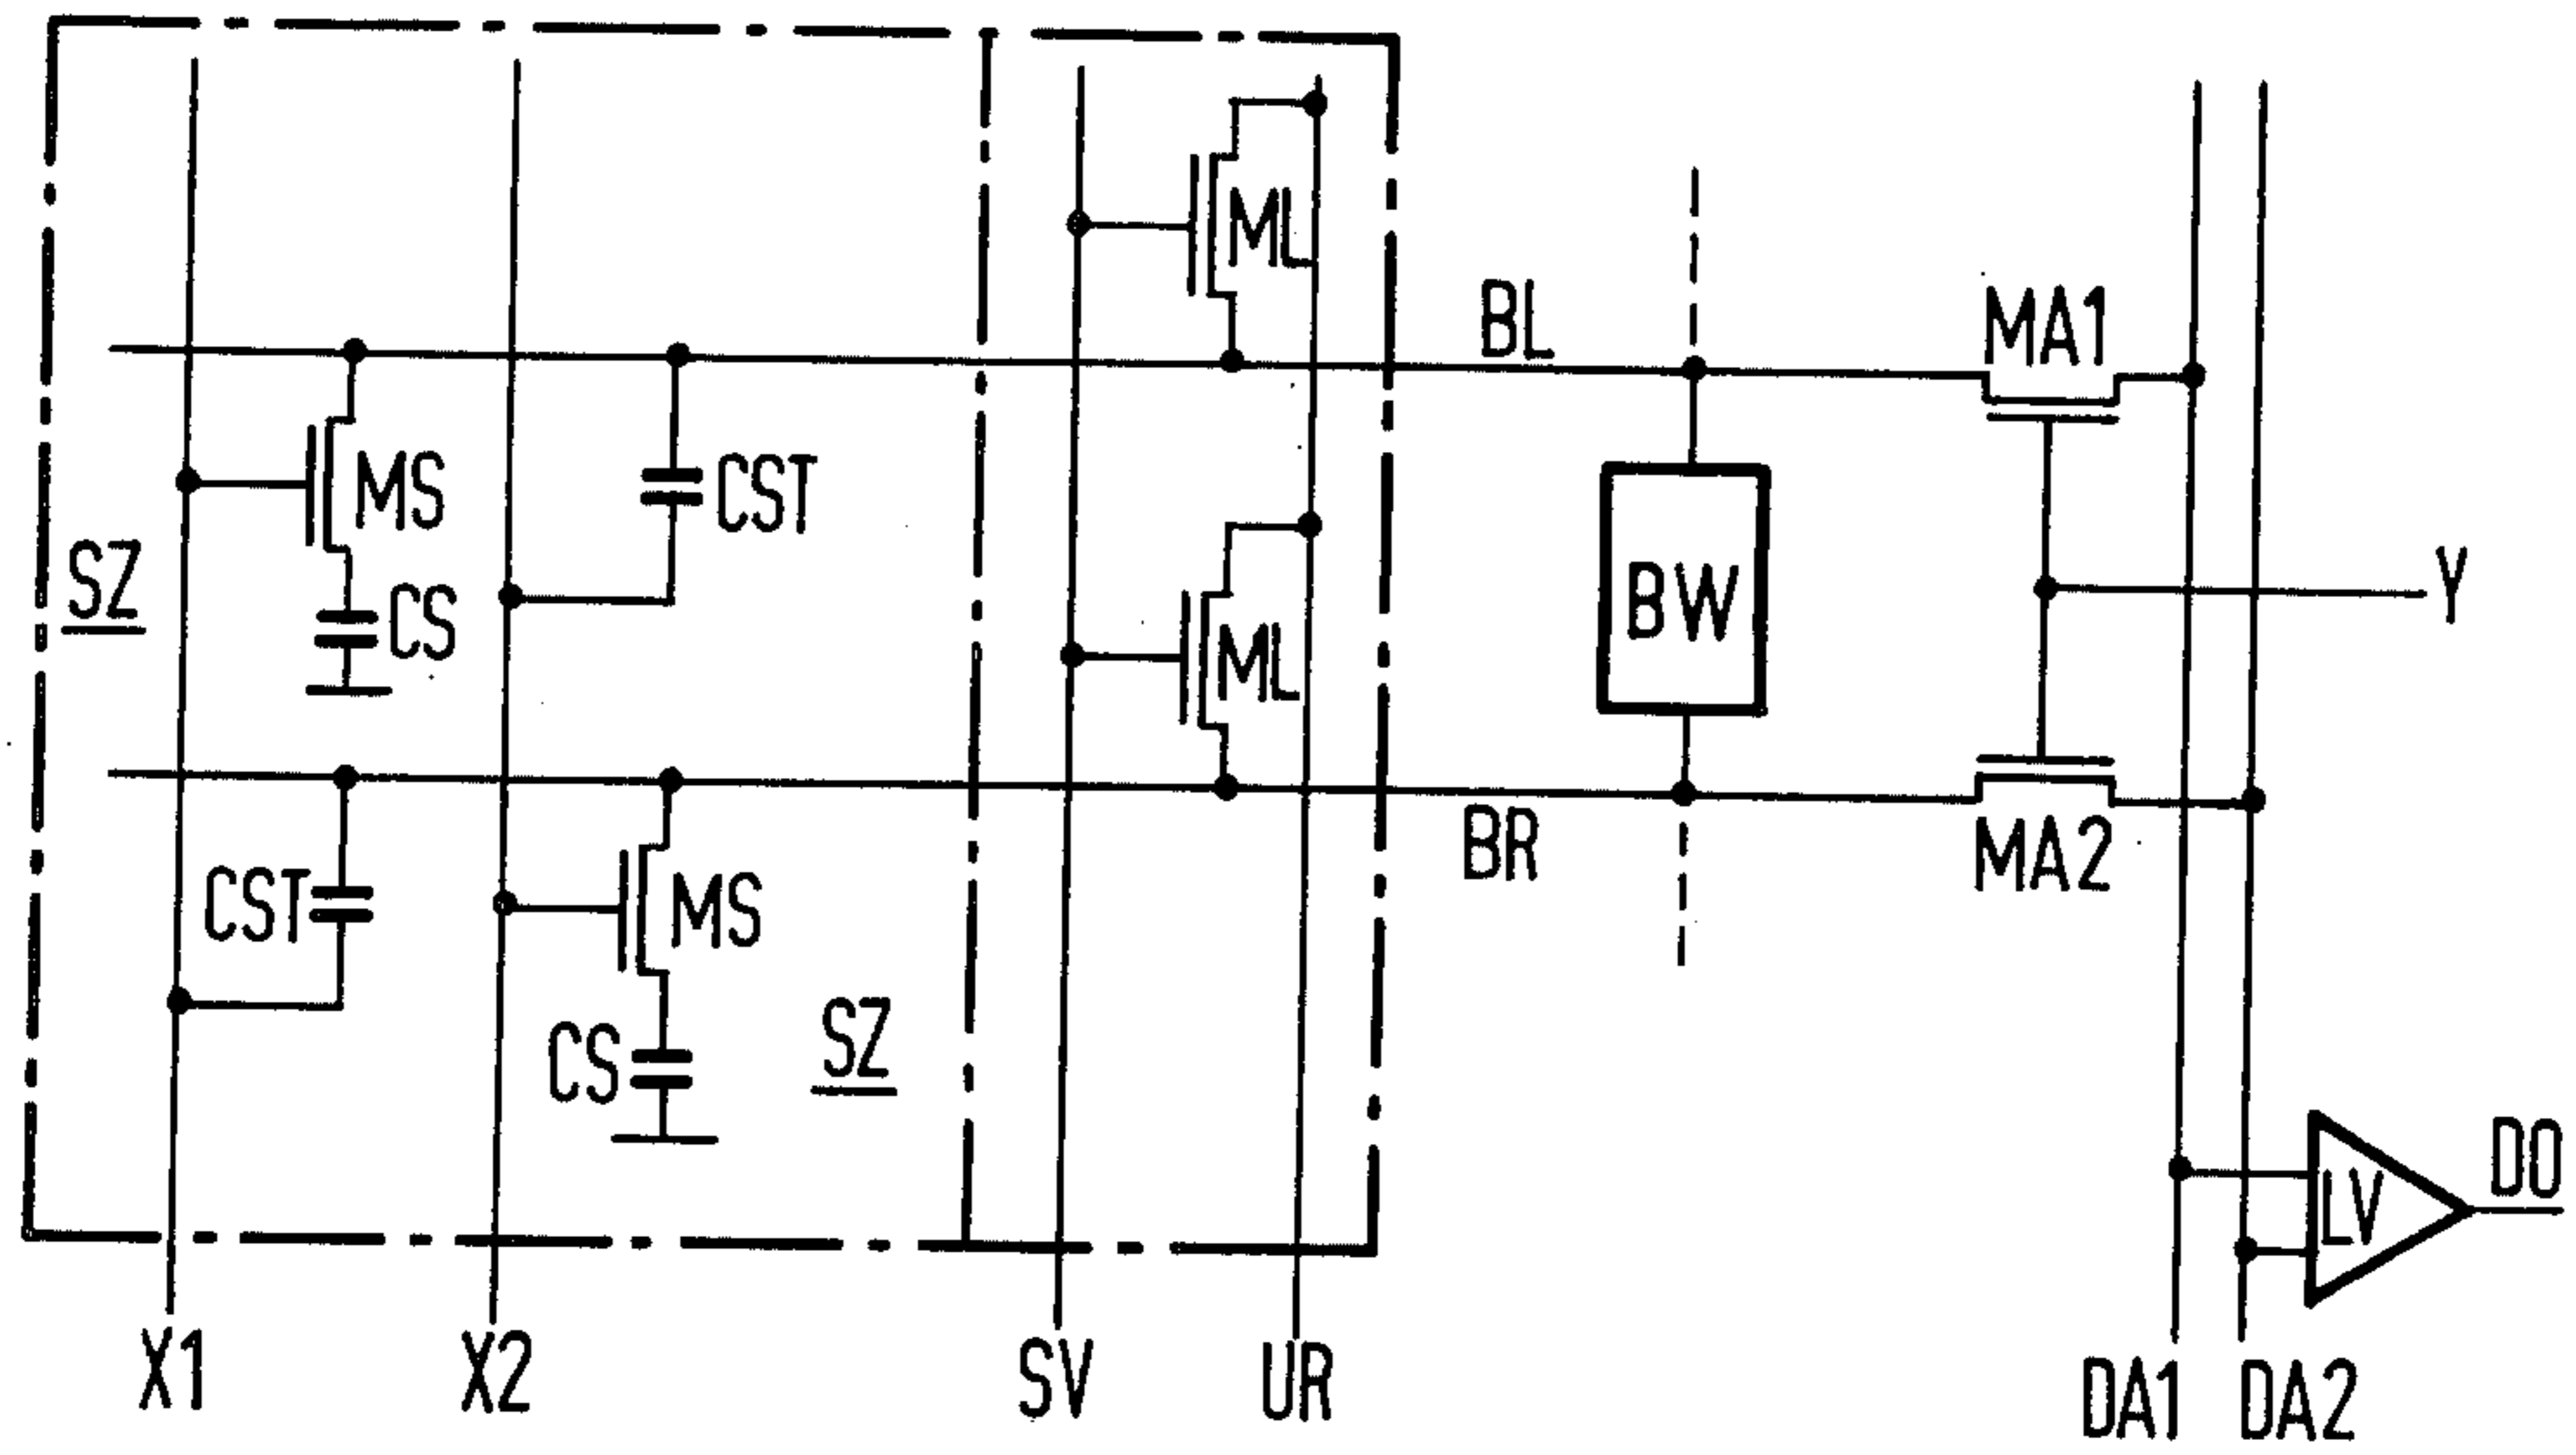 ML
BL
MA1
MS
CST
SZ
CS
BW
Y
ML
BR
MA2
CST
MS
CS
SZ
LV
DO
X1
X2
SV
UR
DA1
DA2